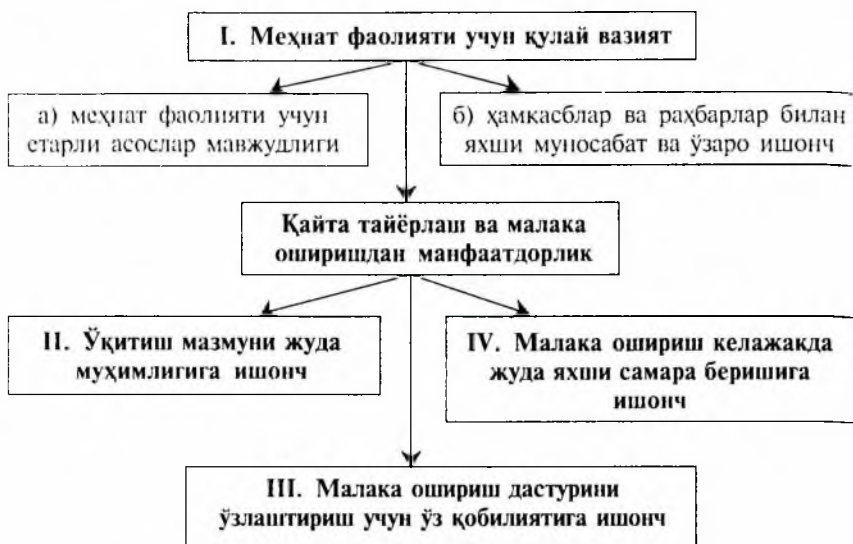 I. Меҳнат фаолияти учун қулай вазият
а) меҳнат фаолияти учун
етарли асослар мавжудлиги
б) ҳамкасблар ва раҳбарлар билан
яхши муносабат ва ўзаро ишонч
Қайта тайёрлаш ва малака
оширишдан манфаатдорлик
II. Ўқитиш мазмуни жуда
муҳимлигига ишонч
IV. Малака ошириш келажакда
жуда яхши самара беришига
ишонч
III. Малака ошириш дастурини
ўзлаштириш учун ўз қобилиятига ишонч